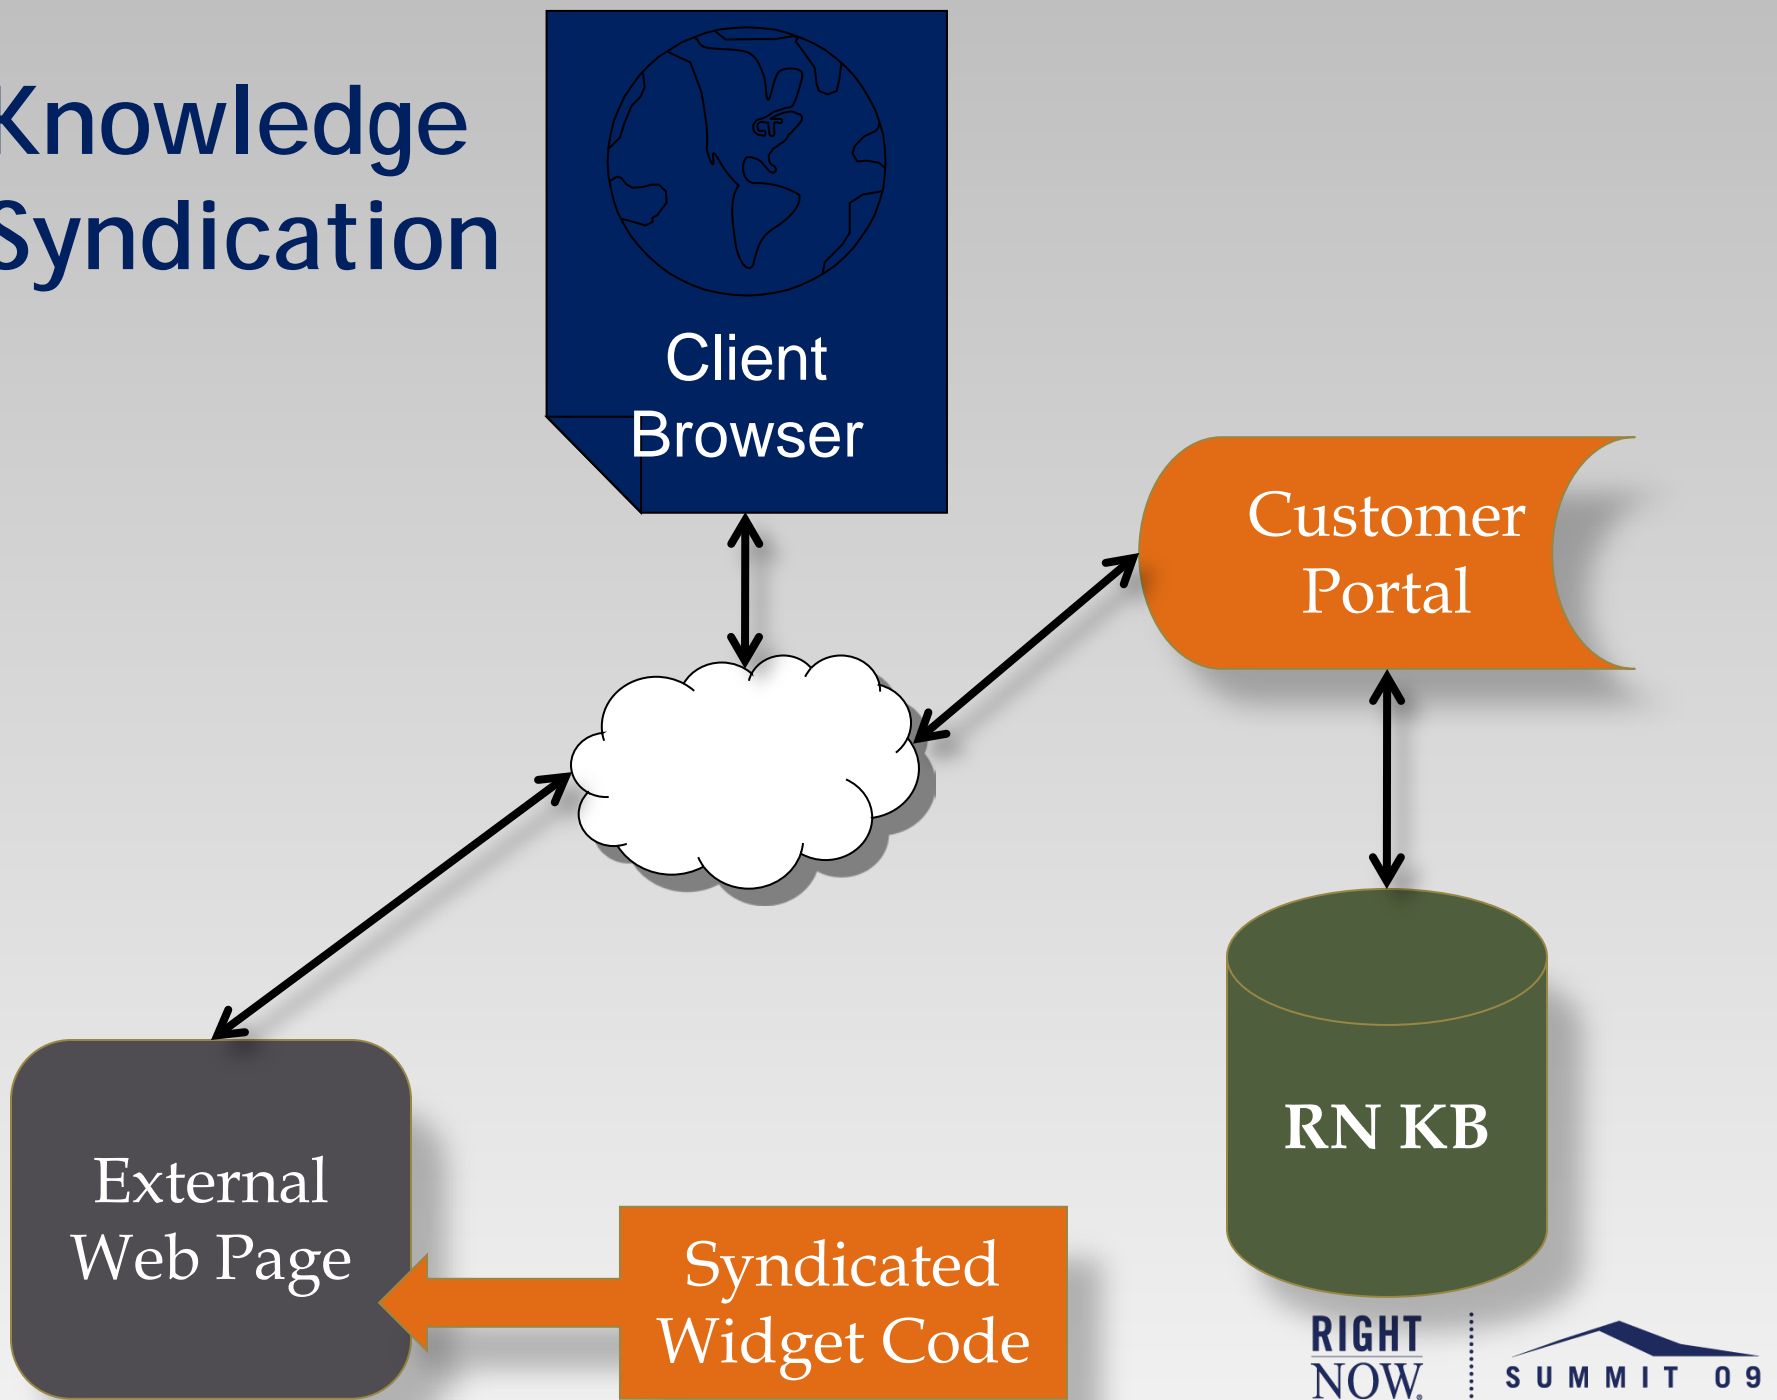 Knowledge
Syndication
Client
Browser
Customer
Portal
RN KB
External
Web Page
Syndicated
Widget Code
RIGHT
NOW.
SUMMIT 09